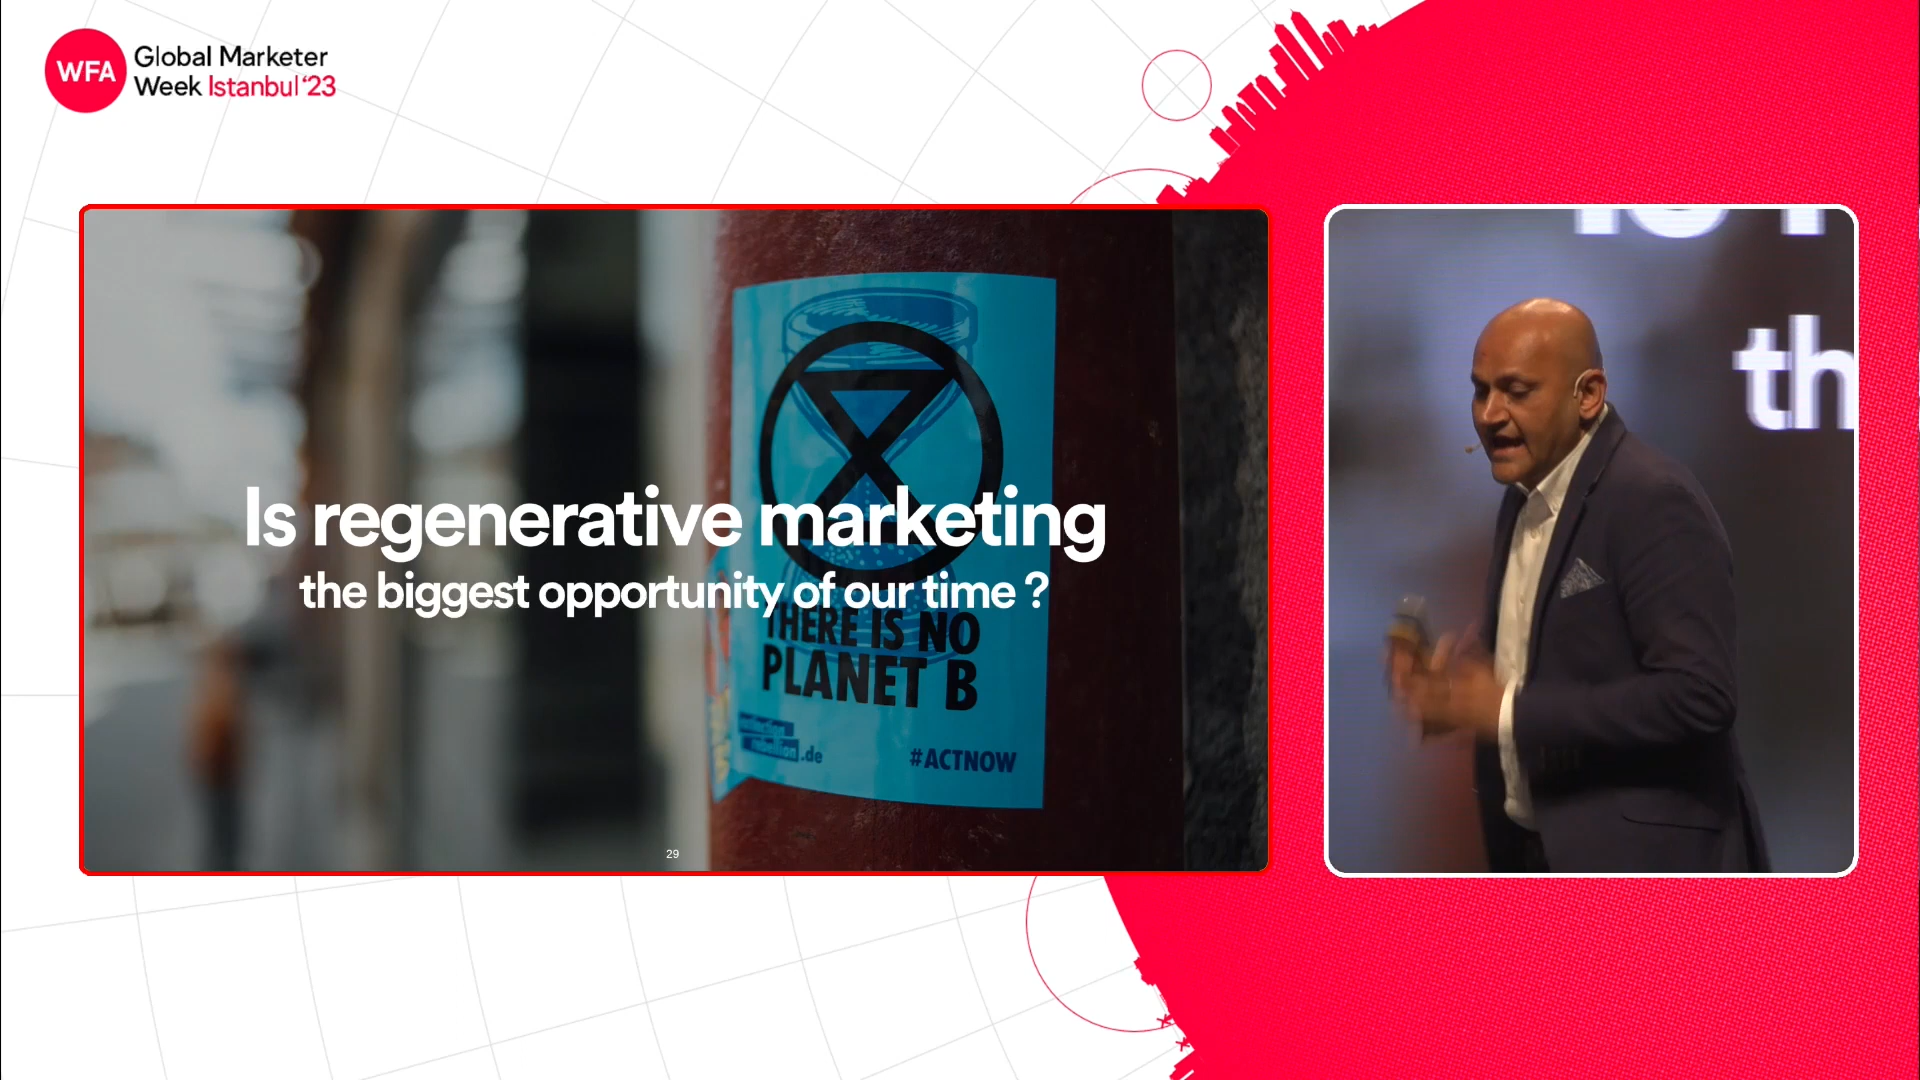 WFA
Global Marketer
Week Istanbul '23
Is regenerative marketing
the biggest opportunity of our time ?
THERE IS NO
PLANET B
rebellion.de
#ACTNOW
29
th